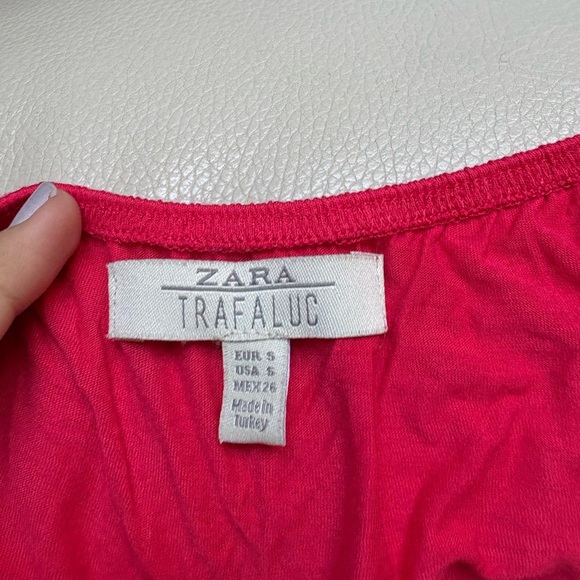 ZARA
TRAFALUC
EUR S
USA S
MEX 26
Made in
Turkey